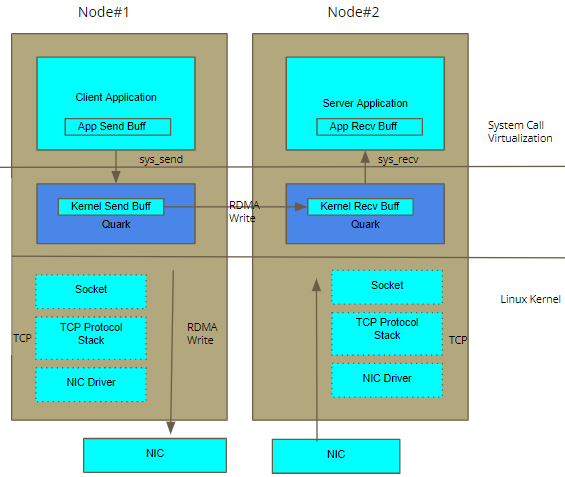 Node#1
Node#2
Client Application
App Send Buff
Server Application
App Recv Buff
System Call
Virtualization
sys_send
sys_recv
Kernel Send Buff
Quark
RDMA
Write
Kernel Recv Buff
Quark
Linux Kernel
Socket
TCP
TCP Protocol
Stack
NIC Driver
RDMA
Write
Socket
TCP Protocol
Stack
TCP
NIC Driver
NIC
NIC